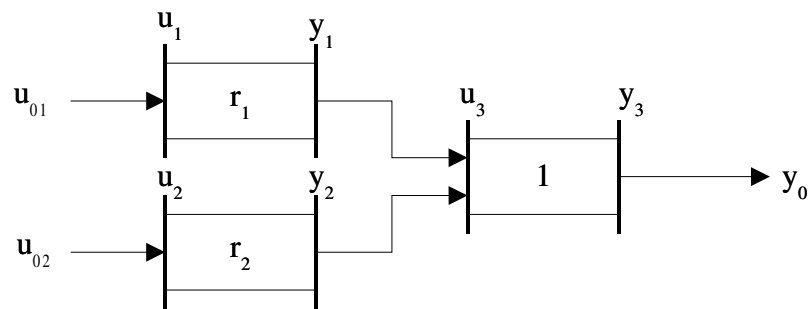 u₁ y₁
u₀₁ r₁ u₃ y₃
1 y₀
u₂ y₂
u₀₂ r₂